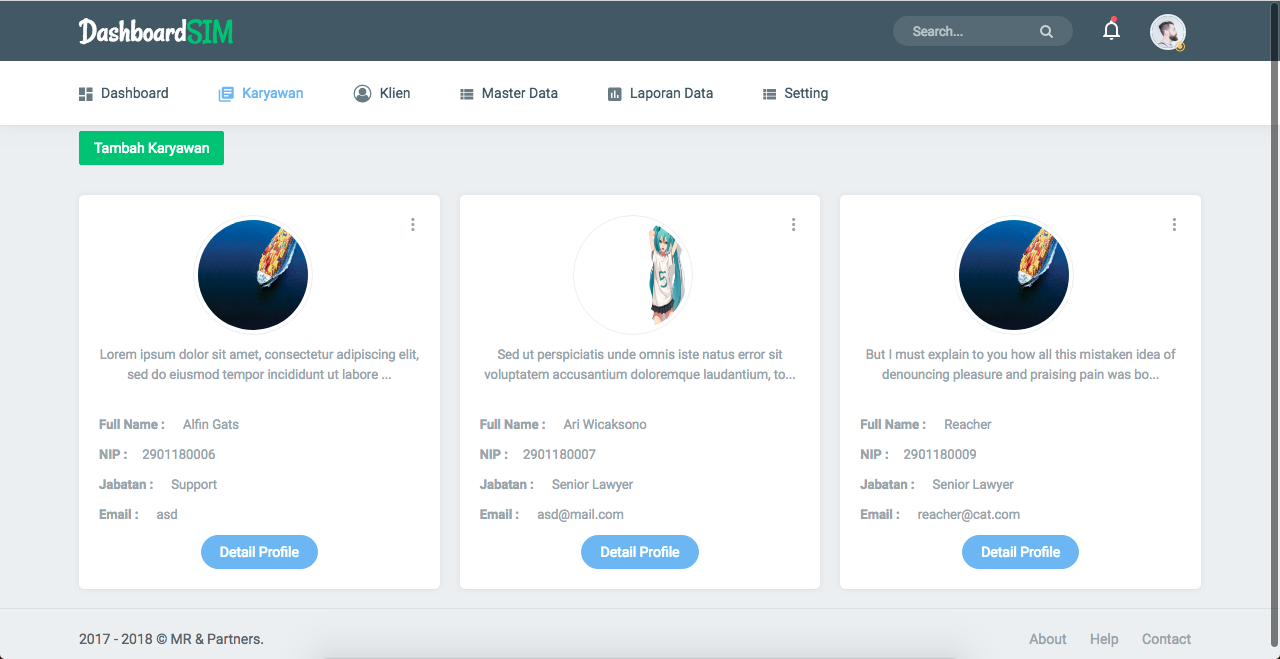 DashboardSIM
Search...
Dashboard
Karyawan
Klien
Master Data
Laporan Data
Setting
Tambah Karyawan
Lorem ipsum dolor sit amet, consectetur adipiscing elit,
sed do eiusmod tempor incididunt ut labore ...
Full Name : Alfin Gats
NIP : 2901180006
Jabatan : Support
Email : asd
Detail Profile
Sed ut perspiciatis unde omnis iste natus error sit
voluptatem accusantium doloremque laudantium, to...
Full Name : Ari Wicaksono
NIP : 2901180007
Jabatan : Senior Lawyer
Email : asd@mail.com
Detail Profile
But I must explain to you how all this mistaken idea of
denouncing pleasure and praising pain was bo...
Full Name : Reacher
NIP : 2901180009
Jabatan : Senior Lawyer
Email : reacher@cat.com
Detail Profile
2017 - 2018 © MR & Partners.
About
Help
Contact